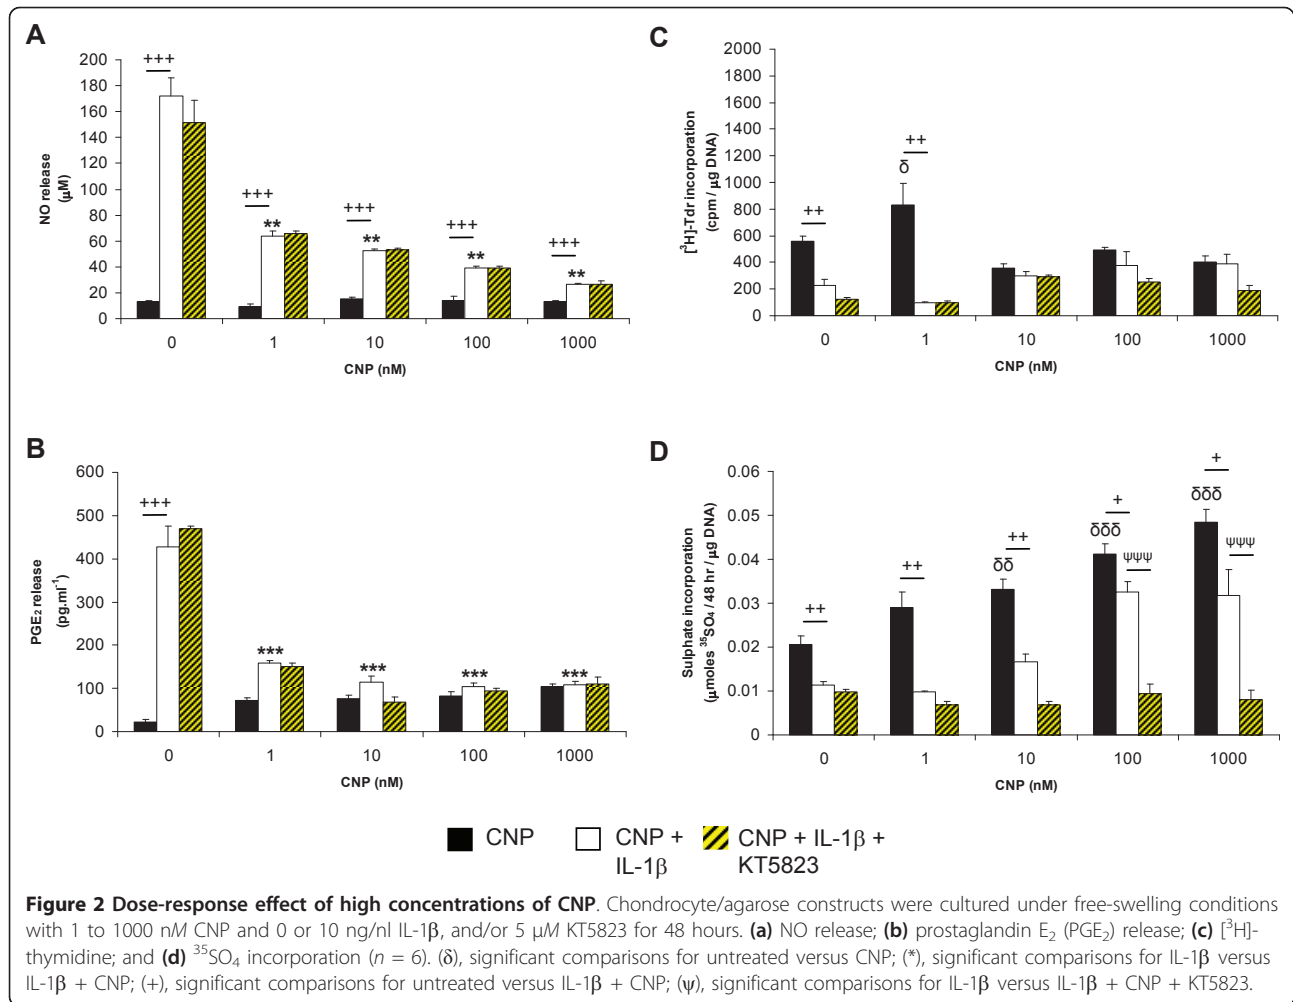 A
NO release
(µM)
200
180
160
140
120
100
80
60
40
20
0
+++
+++
**
+++
**
+++
**
+++
**
0 1 10 100 1000
CNP (nM)
C
[³H]-Tdr incorporation
(cpm / µg DNA)
2000
1800
1600
1400
1200
1000
800
600
400
200
0
++
δ
++
0 1 10 100 1000
CNP (nM)
B
PGE₂ release
(pg.ml⁻¹)
600
500
400
300
200
100
0
+++
***
***
***
***
0 1 10 100 1000
CNP (nM)
D
Sulphate incorporation
(µmoles ³⁵SO₄ / 48 hr / µg DNA)
0.06
0.05
0.04
0.03
0.02
0.01
0
++
++
δδ
++
δδδ
+
ψψψ
δδδ
+
ψψψ
0 1 10 100 1000
CNP (nM)
CNP
CNP +
IL-1β
CNP + IL-1β +
KT5823
Figure 2 Dose-response effect of high concentrations of CNP. Chondrocyte/agarose constructs were cultured under free-swelling conditions
with 1 to 1000 nM CNP and 0 or 10 ng/nl IL-1β, and/or 5 µM KT5823 for 48 hours. (a) NO release; (b) prostaglandin E₂ (PGE₂) release; (c) [³H]-
thymidine; and (d) ³⁵SO₄ incorporation (n = 6). (δ), significant comparisons for untreated versus CNP; (*), significant comparisons for IL-1β versus
IL-1β + CNP; (+), significant comparisons for untreated versus IL-1β + CNP; (ψ), significant comparisons for IL-1β versus IL-1β + CNP + KT5823.